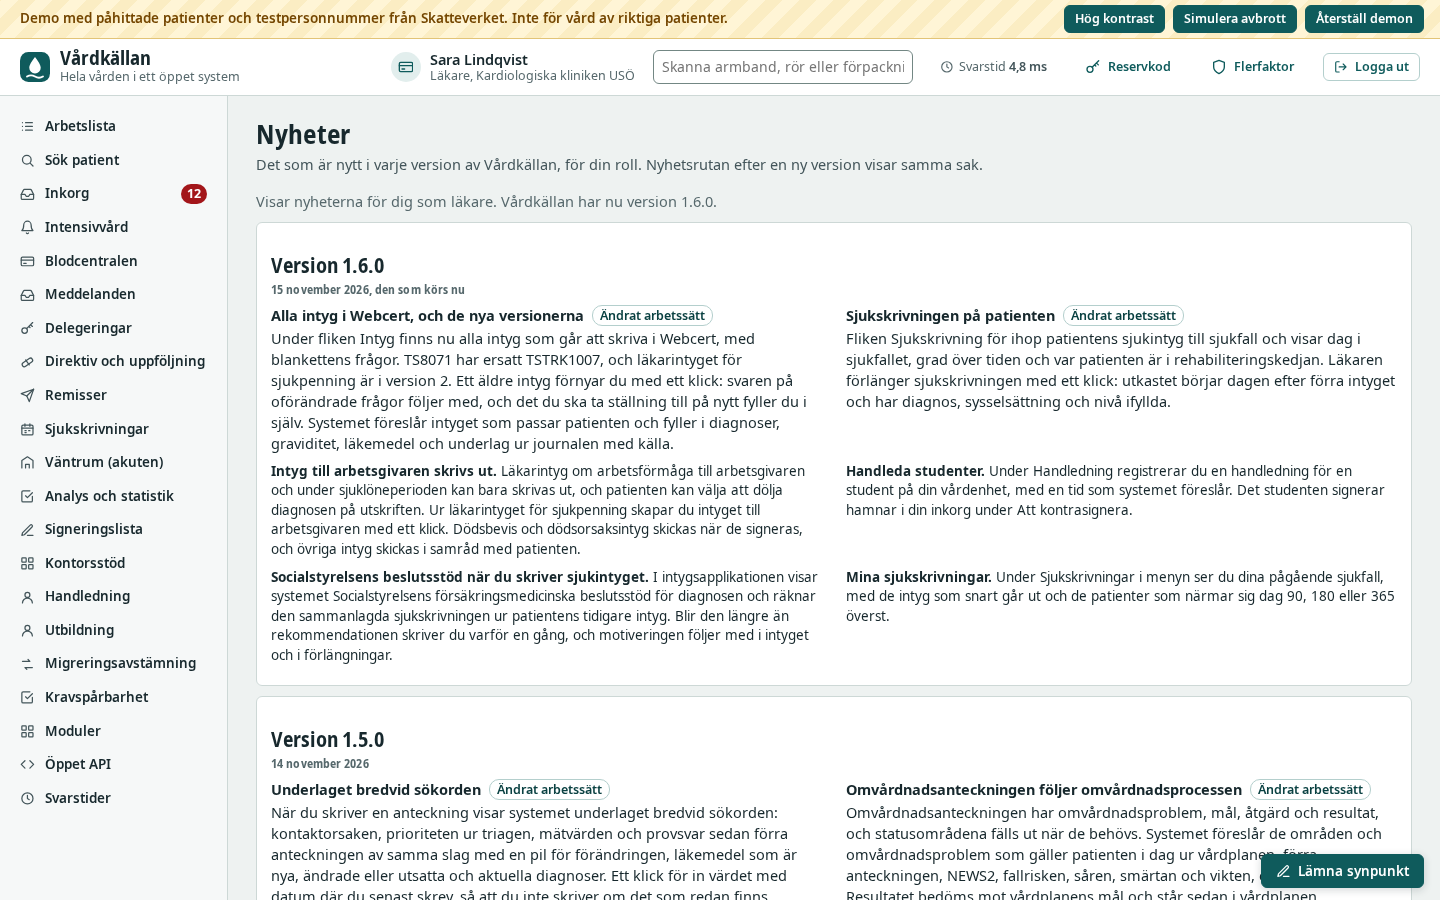 Demo med påhittade patienter och testpersonnummer från Skatteverket. Inte för vård av riktiga patienter.
Hög kontrast
Simulera avbrott
Återställ demon
Vårdkällan
Hela vården i ett öppet system
Sara Lindqvist
Läkare, Kardiologiska kliniken USÖ
Skanna armband, rör eller förpackni
Svarstid 4,8 ms
Reservkod
Flerfaktor
Logga ut
Arbetslista
Sök patient
Inkorg 12
Intensivvård
Blodcentralen
Meddelanden
Delegeringar
Direktiv och uppföljning
Remisser
Sjukskrivningar
Väntrum (akuten)
Analys och statistik
Signeringslista
Kontorsstöd
Handledning
Utbildning
Migreringsavstämning
Kravspårbarhet
Moduler
Öppet API
Svarstider
Nyheter
Det som är nytt i varje version av Vårdkällan, för din roll. Nyhetsrutan efter en ny version visar samma sak.
Visar nyheterna för dig som läkare. Vårdkällan har nu version 1.6.0.
Version 1.6.0
15 november 2026, den som körs nu
Alla intyg i Webcert, och de nya versionerna Ändrat arbetssätt
Under fliken Intyg finns nu alla intyg som går att skriva i Webcert, med
blankettens frågor. TS8071 har ersatt TSTRK1007, och läkarintyget för
sjukpenning är i version 2. Ett äldre intyg förnyar du med ett klick: svaren på
oförändrade frågor följer med, och det du ska ta ställning till på nytt fyller du i
själv. Systemet föreslår intyget som passar patienten och fyller i diagnoser,
graviditet, läkemedel och underlag ur journalen med källa.
Sjukskrivningen på patienten Ändrat arbetssätt
Fliken Sjukskrivning för ihop patientens sjukintyg till sjukfall och visar dag i
sjukfallet, grad över tiden och var patienten är i rehabiliteringskedjan. Läkaren
förlänger sjukskrivningen med ett klick: utkastet börjar dagen efter förra intyget
och har diagnos, sysselsättning och nivå ifyllda.
Intyg till arbetsgivaren skrivs ut. Läkarintyg om arbetsförmåga till arbetsgivaren
och under sjuklöneperioden kan bara skrivas ut, och patienten kan välja att dölja
diagnosen på utskriften. Ur läkarintyget för sjukpenning skapar du intyget till
arbetsgivaren med ett klick. Dödsbevis och dödsorsaksintyg skickas när de signeras,
och övriga intyg skickas i samråd med patienten.
Handleda studenter. Under Handledning registrerar du en handledning för en
student på din vårdenhet, med en tid som systemet föreslår. Det studenten signerar
hamnar i din inkorg under Att kontrasignera.
Socialstyrelsens beslutsstöd när du skriver sjukintyget. I intygsapplikationen visar
systemet Socialstyrelsens försäkringsmedicinska beslutsstöd för diagnosen och räknar
den sammanlagda sjukskrivningen ur patientens tidigare intyg. Blir den längre än
rekommendationen skriver du varför en gång, och motiveringen följer med i intyget
och i förlängningar.
Mina sjukskrivningar. Under Sjukskrivningar i menyn ser du dina pågående sjukfall,
med de intyg som snart går ut och de patienter som närmar sig dag 90, 180 eller 365
överst.
Version 1.5.0
14 november 2026
Underlaget bredvid sökorden Ändrat arbetssätt
När du skriver en anteckning visar systemet underlaget bredvid sökorden:
kontaktorsaken, prioriteten ur triagen, mätvärden och provsvar sedan förra
anteckningen av samma slag med en pil för förändringen, läkemedel som är
nya, ändrade eller utsatta och aktuella diagnoser. Ett klick för in värdet med
datum där du senast skrev, så att du inte skriver om det som redan finns
Omvårdnadsanteckningen följer omvårdnadsprocessen Ändrat arbetssätt
Omvårdnadsanteckningen har omvårdnadsproblem, mål, åtgärd och resultat,
och statusområdena fälls ut när de behövs. Systemet föreslår de områden och
omvårdnadsproblem som gäller patienten i dag ur vårdplanen, förra
anteckningen, NEWS2, fallrisken, såren, smärtan och vikten,
Resultatet bedöms mot vårdplanens mål och står sedan i vårdplanen
Lämna synpunkt